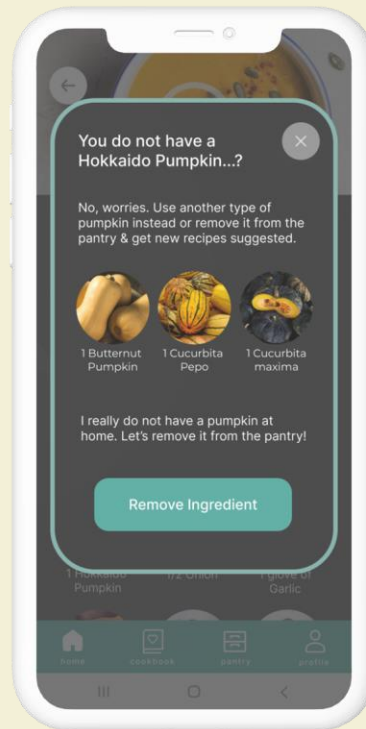 You do not have a
Hokkaido Pumpkin...?
No, worries. Use another type of
pumpkin instead or remove it from the
pantry & get new recipes suggested.
1 Butternut
Pumpkin
1 Cucurbita
Pepo
1 Cucurbita
maxima
I really do not have a pumpkin at
home. Let's remove it from the pantry!
Remove Ingredient
1 Hokkaido
Pumpkin
1/2 Onion
1 glove of
Garlic
home
cookbook
pantry
profile